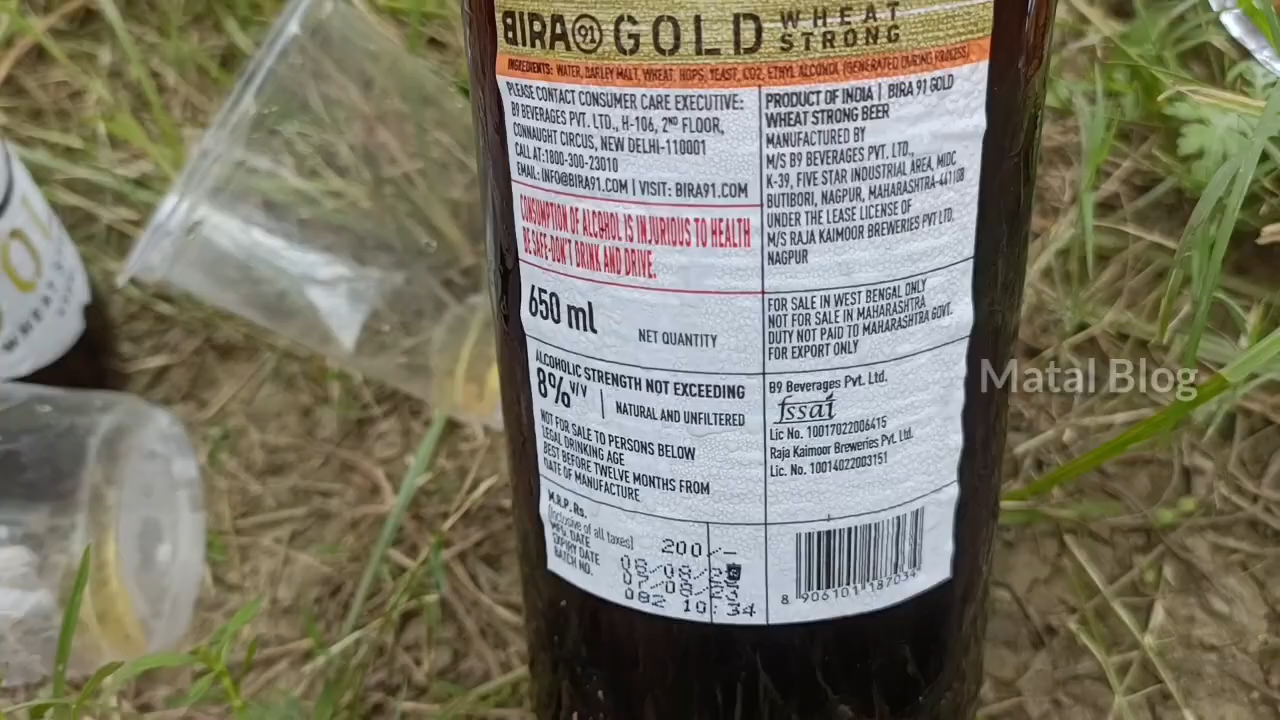 BIRA 91 GOLD WHEAT STRONG
INGREDIENTS: WATER, BARLEY MALT, WHEAT, HOPS, YEAST, CO2, ETHYL ALCOHOL (GENERATED DURING PROCESS)
PLEASE CONTACT CONSUMER CARE EXECUTIVE:
B9 BEVERAGES PVT. LTD., H-106, 2ND FLOOR,
CONNAUGHT CIRCUS, NEW DELHI-110001
CALL AT:1800-300-23010
EMAIL: INFO@BIRA91.COM | VISIT: BIRA91.COM
CONSUMPTION OF ALCOHOL IS INJURIOUS TO HEALTH
BE SAFE-DON'T DRINK AND DRIVE.
650 ml NET QUANTITY
ALCOHOLIC STRENGTH NOT EXCEEDING
8% V/V | NATURAL AND UNFILTERED
NOT FOR SALE TO PERSONS BELOW
LEGAL DRINKING AGE
BEST BEFORE TWELVE MONTHS FROM
DATE OF MANUFACTURE
M.R.P. Rs.
(Inclusive of all taxes) 200/-
MFG. DATE
EXPIRY DATE
BATCH NO. 082 10:34
PRODUCT OF INDIA | BIRA 91 GOLD
WHEAT STRONG BEER
MANUFACTURED BY
M/S B9 BEVERAGES PVT. LTD.,
K-39, FIVE STAR INDUSTRIAL AREA, MIDC
BUTIBORI, NAGPUR, MAHARASHTRA-441108
UNDER THE LEASE LICENSE OF
M/S RAJA KAIMOOR BREWERIES PVT LTD.
NAGPUR
FOR SALE IN WEST BENGAL ONLY
NOT FOR SALE IN MAHARASHTRA
DUTY NOT PAID TO MAHARASHTRA GOVT.
FOR EXPORT ONLY
B9 Beverages Pvt. Ltd.
fssai
Lic No. 10017022006415
Raja Kaimoor Breweries Pvt. Ltd.
Lic. No. 10014022003151
8 906101 187034
Matal Blog